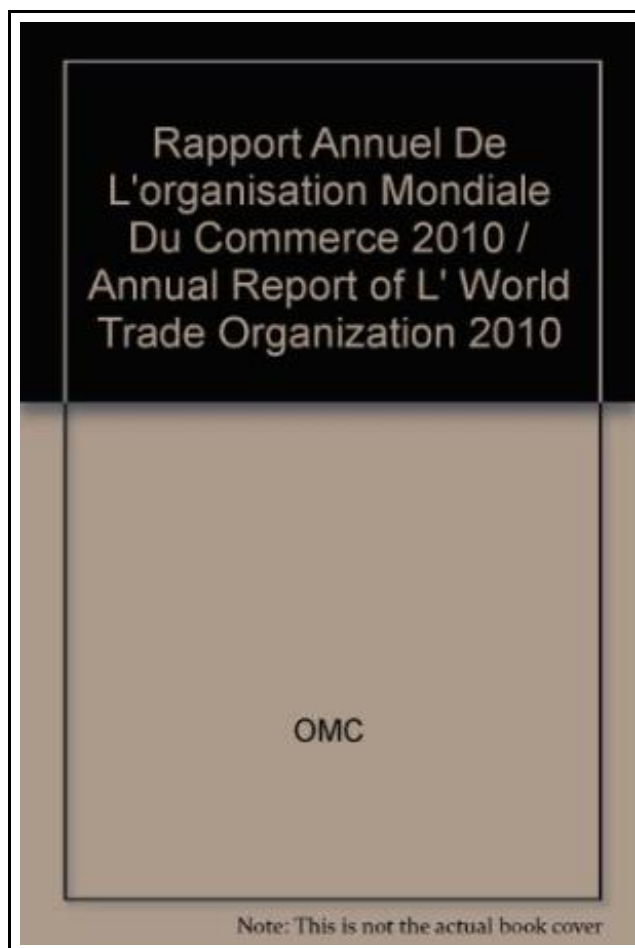 Rapport Annuel De
L'organisation Mondiale
Du Commerce 2010 /
Annual Report of L' World
Trade Organization 2010
OMC
Note: This is not the actual book cover